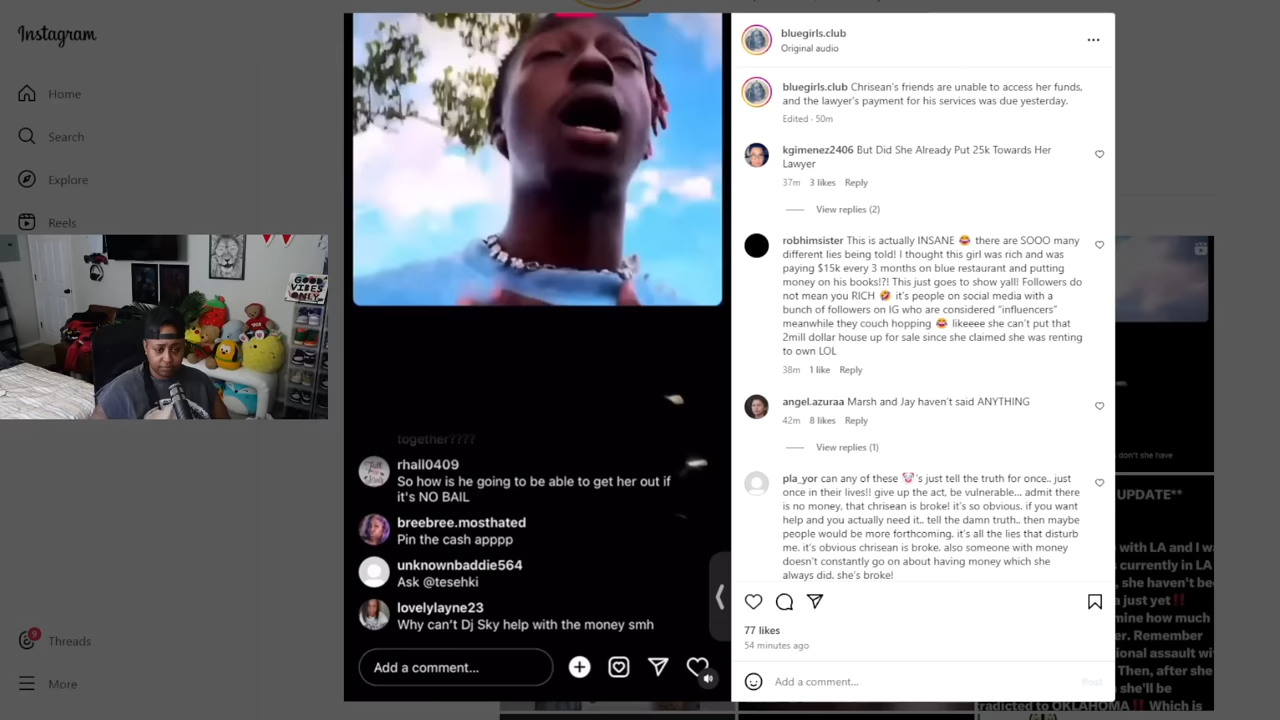 Instagram
Home
Search
Explore
Reels
9
Threads
More
GOOD
VIBES
ONLY
together????
rhall0409
So how is he going to be able to get her out if
it's NO BAIL
breebree.mosthated
Pin the cash apppp
unknownbaddie564
Ask @tesehki
lovelylayne23
Why can't Dj Sky help with the money smh
Add a comment...
bluegirls.club
Original audio
bluegirls.club Chrisean's friends are unable to access her funds,
and the lawyer's payment for his services was due yesterday.
Edited · 50m
kgimenez2406 But Did She Already Put 25k Towards Her
Lawyer
37m 3 likes Reply
View replies (2)
robhimsister This is actually INSANE 😂 there are SOOO many
different lies being told! I thought this girl was rich and was
paying $15k every 3 months on blue restaurant and putting
money on his books!?! This just goes to show yall! Followers do
not mean you RICH 🤣 it's people on social media with a
bunch of followers on IG who are considered “influencers”
meanwhile they couch hopping 😂 likeeee she can't put that
2mill dollar house up for sale since she claimed she was renting
to own LOL
38m 1 like Reply
angel.azuraa Marsh and Jay haven't said ANYTHING
42m 8 likes Reply
View replies (1)
pla_yor can any of these 🤡's just tell the truth for once.. just
once in their lives!! give up the act, be vulnerable... admit there
is no money, that chrisean is broke! it's so obvious. if you want
help and you actually need it.. tell the damn truth.. then maybe
people would be more forthcoming. it's all the lies that disturb
me. it's obvious chrisean is broke. also someone with money
doesn't constantly go on about having money which she
always did. she's broke!
77 likes
54 minutes ago
Add a comment...
Post
don't she have
UPDATE**
with LA and I w
currently in LA
, she haven't be
a just yet‼️
mine how much
er. Remember
ional assault wi
Then, after she
she'll be
tradicted to OKLAHOMA‼️ Which is